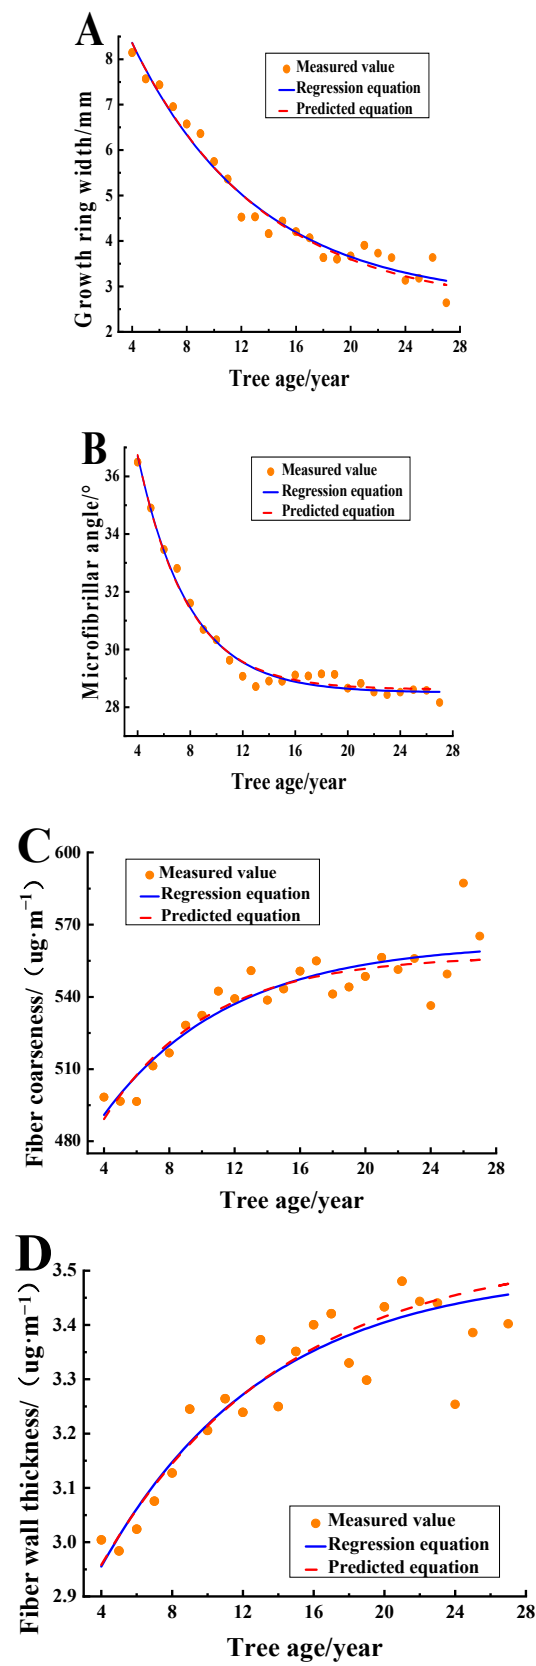 A
8
7
6
5
4
3
2
Growth ring width/mm
Measured value
Regression equation
Predicted equation
4 8 12 16 20 24 28
Tree age/year
B
36
34
32
30
28
Microfibrillar angle/°
Measured value
Regression equation
Predicted equation
4 8 12 16 20 24 28
Tree age/year
C
600
570
540
510
480
Fiber coarseness/（ug·m⁻¹）
Measured value
Regression equation
Predicted equation
4 8 12 16 20 24 28
Tree age/year
D
3.5
3.4
3.3
3.2
3.1
3.0
2.9
Fiber wall thickness/（ug·m⁻¹）
Measured value
Regression equation
Predicted equation
4 8 12 16 20 24 28
Tree age/year